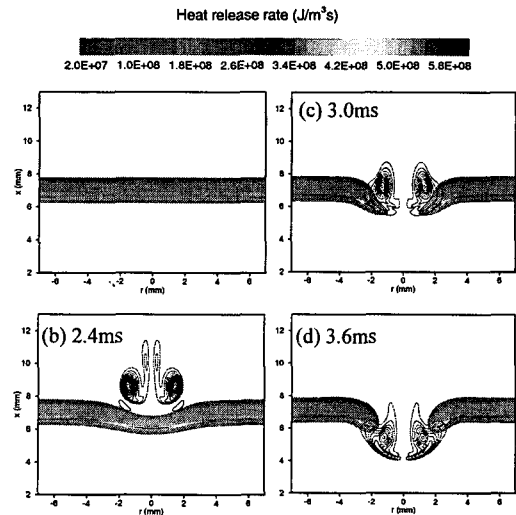 Heat release rate (J/m³s)
2.0E+07 1.0E+08 1.8E+08 2.6E+08 3.4E+08 4.2E+08 5.0E+08 5.8E+08
12
10
8
6
4
2
x (mm)
-6 -4 -2 0 2 4 6
r (mm)
(c) 3.0ms
12
10
8
6
4
2
x (mm)
-6 -4 -2 0 2 4 6
r (mm)
(b) 2.4ms
12
10
8
6
4
2
x (mm)
-6 -4 -2 0 2 4 6
r (mm)
(d) 3.6ms
12
10
8
6
4
2
x (mm)
-6 -4 -2 0 2 4 6
r (mm)